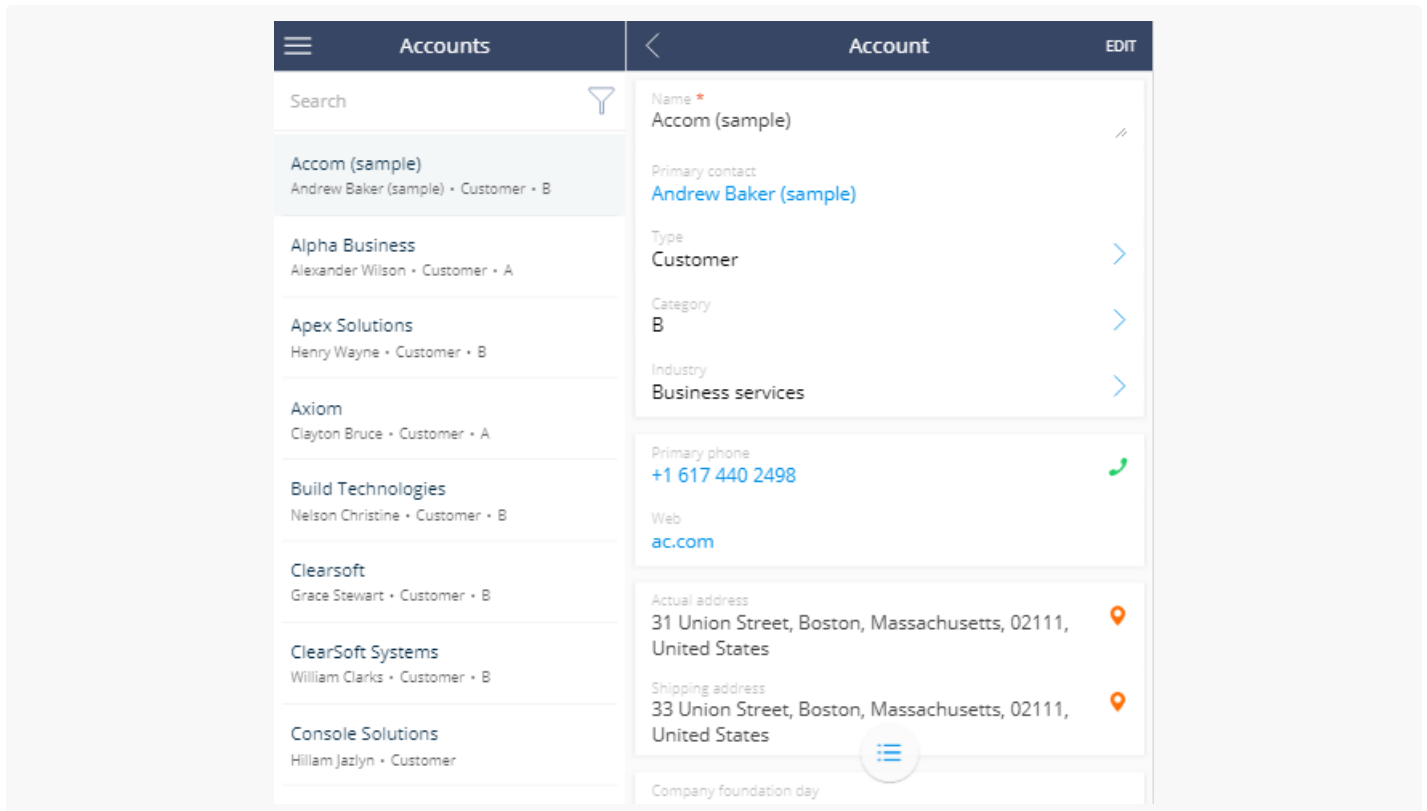 Accounts
Search
Accom (sample)
Andrew Baker (sample) • Customer • B
Alpha Business
Alexander Wilson • Customer • A
Apex Solutions
Henry Wayne • Customer • B
Axiom
Clayton Bruce • Customer • A
Build Technologies
Nelson Christine • Customer • B
Clearsoft
Grace Stewart • Customer • B
ClearSoft Systems
William Clarks • Customer • B
Console Solutions
Hillam Jazlyn • Customer
Account
EDIT
Name *
Accom (sample)
Primary contact
Andrew Baker (sample)
Type
Customer
Category
B
Industry
Business services
Primary phone
+1 617 440 2498
Web
ac.com
Actual address
31 Union Street, Boston, Massachusetts, 02111,
United States
Shipping address
33 Union Street, Boston, Massachusetts, 02111,
United States
Company foundation day